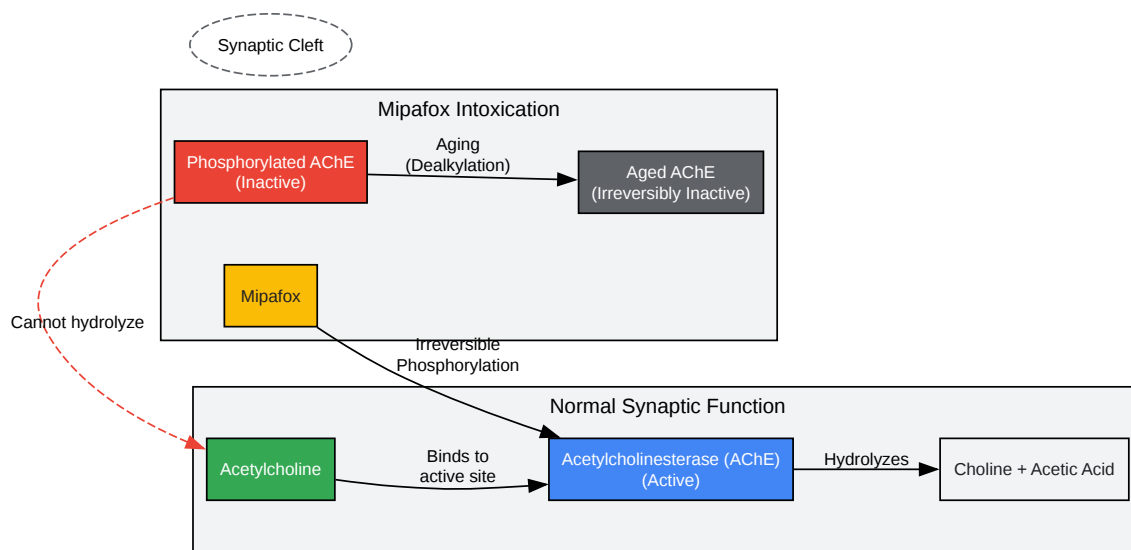 Synaptic Cleft
Mipafox Intoxication
Phosphorylated AChE
(Inactive)
Aging
(Dealkylation)
Aged AChE
(Irreversibly Inactive)
Mipafox
Cannot hydrolyze
Irreversible
Phosphorylation
Normal Synaptic Function
Acetylcholine
Binds to
active site
Acetylcholinesterase (AChE)
(Active)
Hydrolyzes
Choline + Acetic Acid